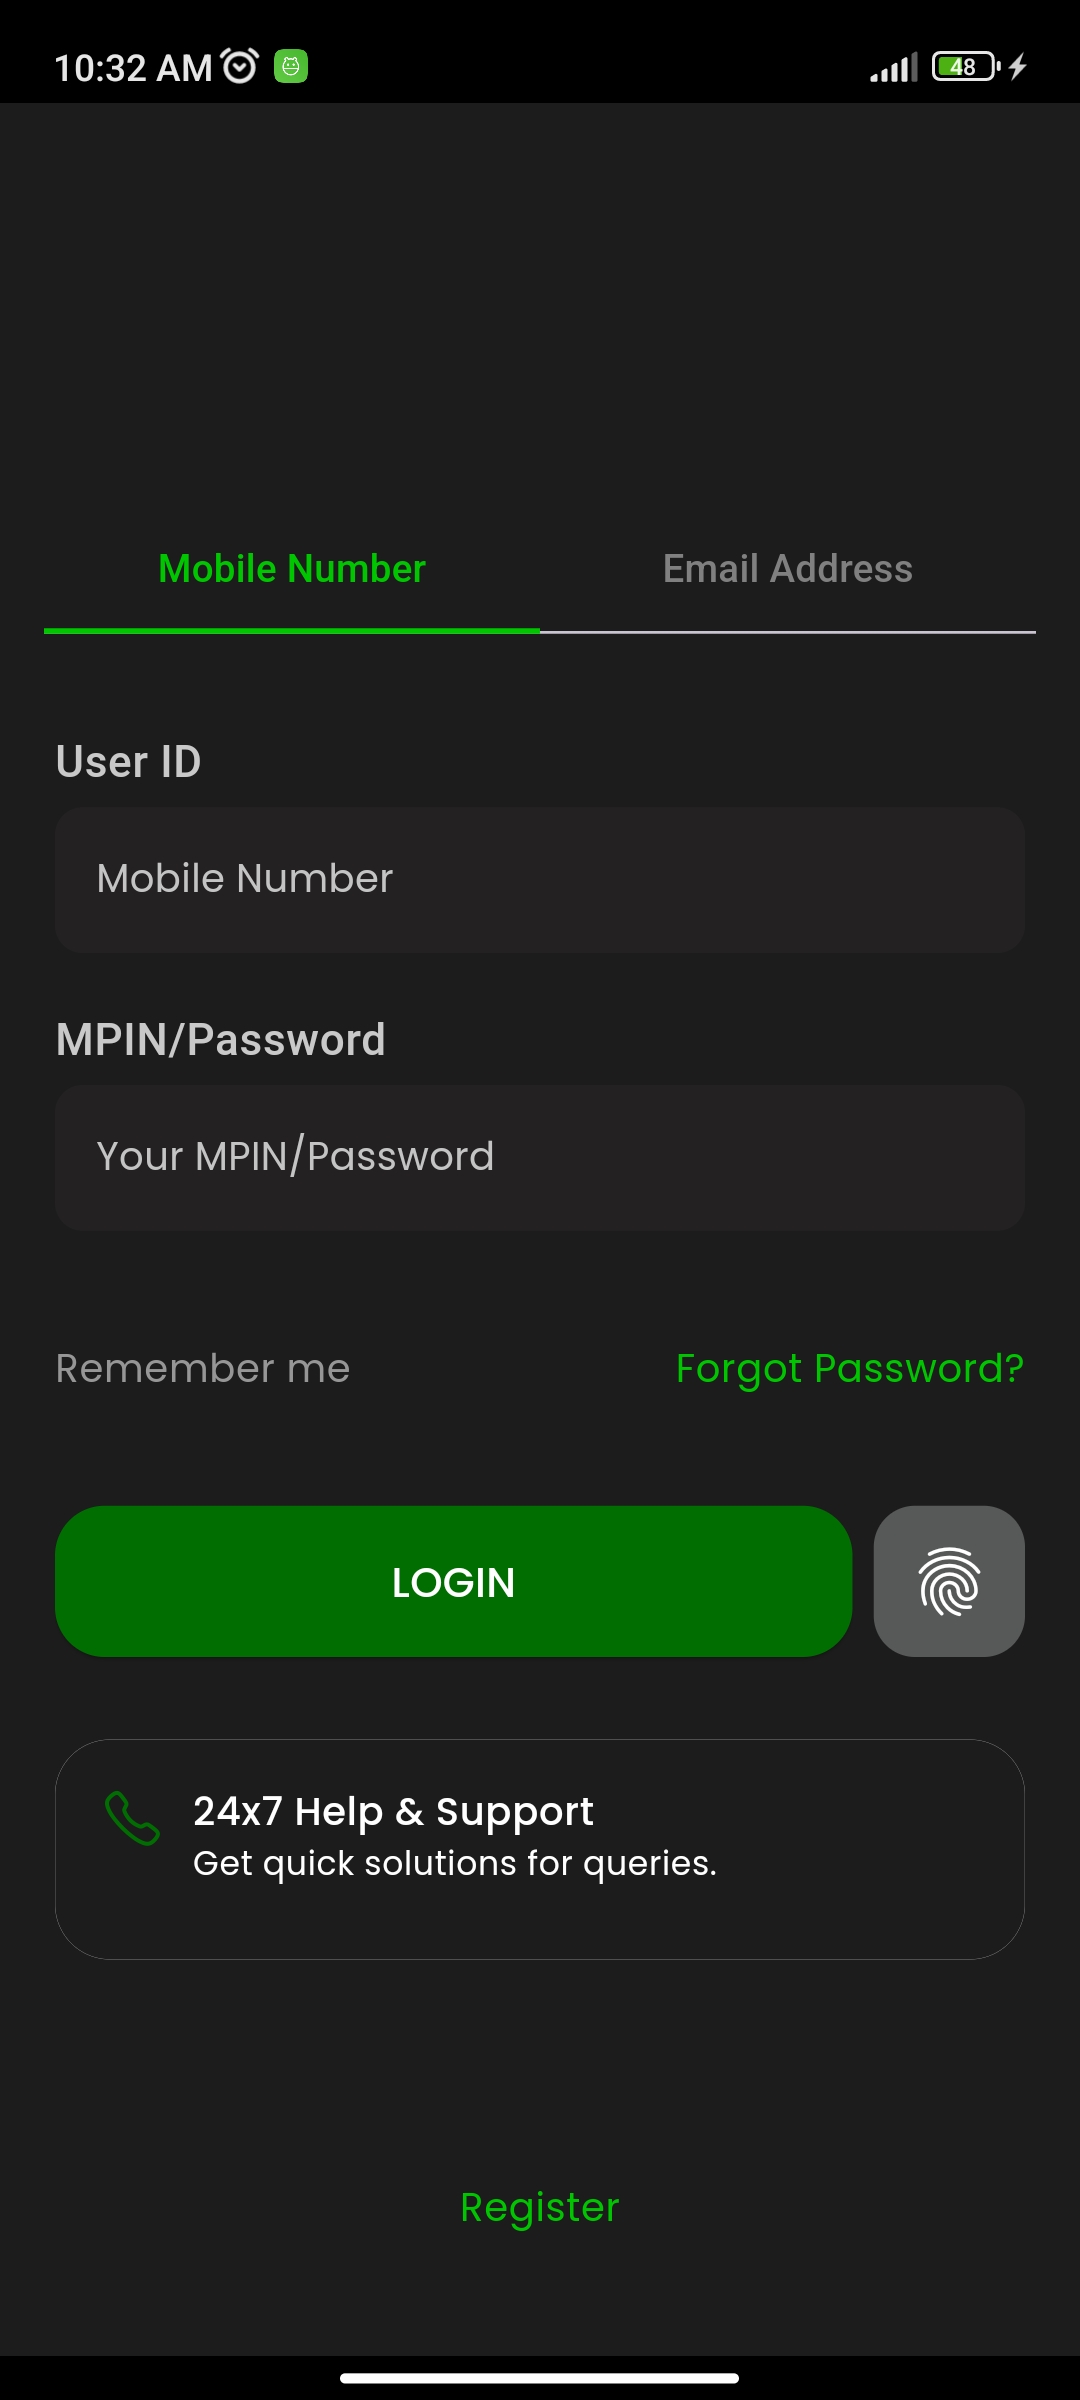 10:32 AM
48
Mobile Number
Email Address
User ID
Mobile Number
MPIN/Password
Your MPIN/Password
Remember me
Forgot Password?
LOGIN
24x7 Help & Support
Get quick solutions for queries.
Register